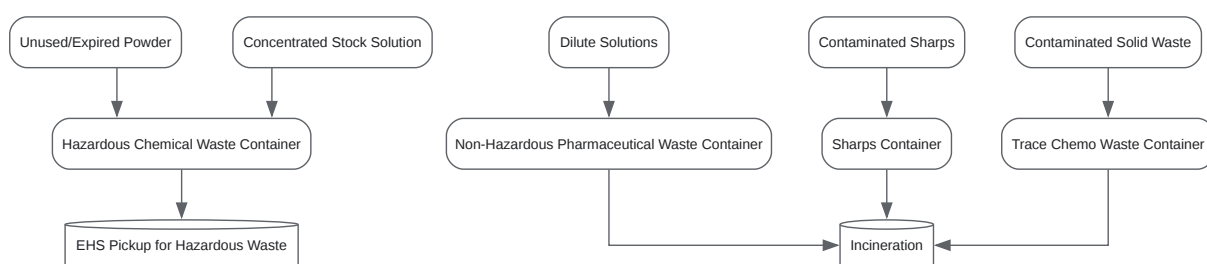 Unused/Expired Powder
Concentrated Stock Solution
Dilute Solutions
Contaminated Sharps
Contaminated Solid Waste
Hazardous Chemical Waste Container
Non-Hazardous Pharmaceutical Waste Container
Sharps Container
Trace Chemo Waste Container
EHS Pickup for Hazardous Waste
Incineration